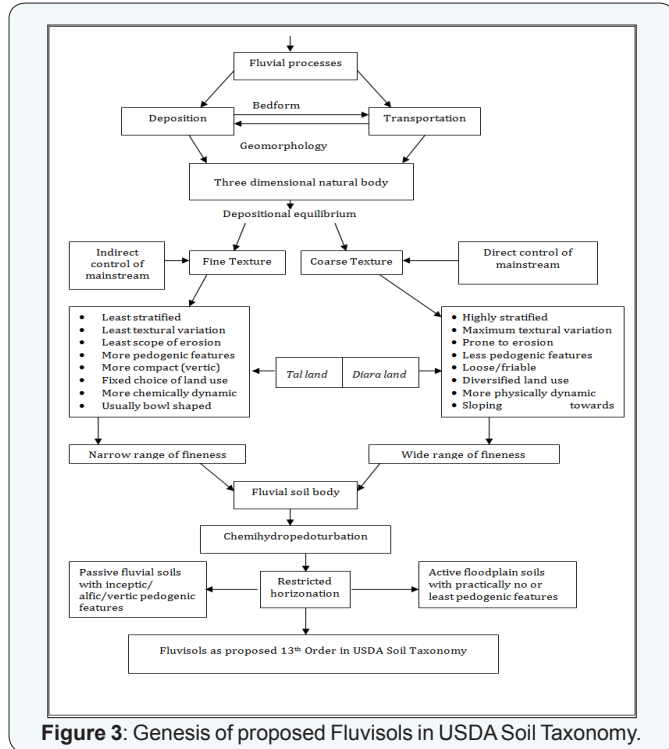 Fluvial processes
Bedform
Deposition
Transportation
Geomorphology
Three dimensional natural body
Depositional equilibrium
Indirect
control of
mainstream
Fine Texture
Coarse Texture
Direct control of
mainstream
• Least stratified
• Least textural variation
• Least scope of erosion
• More pedogenic features
• More compact (vertic)
• Fixed choice of land use
• More chemically dynamic
• Usually bowl shaped
Tal land
Diara land
• Highly stratified
• Maximum textural variation
• Prone to erosion
• Less pedogenic features
• Loose/friable
• Diversified land use
• More physically dynamic
• Sloping towards
Narrow range of fineness
Wide range of fineness
Fluvial soil body
Chemihydropedoturbation
Passive fluvial soils
with inceptic/
alfic/vertic pedogenic
features
Restricted
horizonation
Active floodplain soils
with practically no or
least pedogenic features
Fluvisols as proposed 13th Order in USDA Soil Taxonomy
Figure 3: Genesis of proposed Fluvisols in USDA Soil Taxonomy.